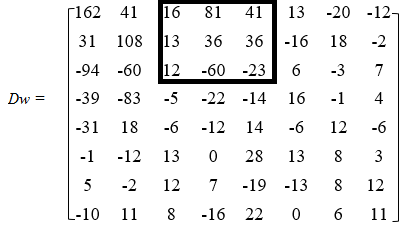 162 41 16 81 41 13 -20 -12
31 108 13 36 36 -16 18 -2
-94 -60 12 -60 -23 6 -3 7
Dw = -39 -83 -5 -22 -14 16 -1 4
-31 18 -6 -12 14 -6 12 -6
-1 -12 13 0 28 13 8 3
5 -2 12 7 -19 -13 8 12
-10 11 8 -16 22 0 6 11